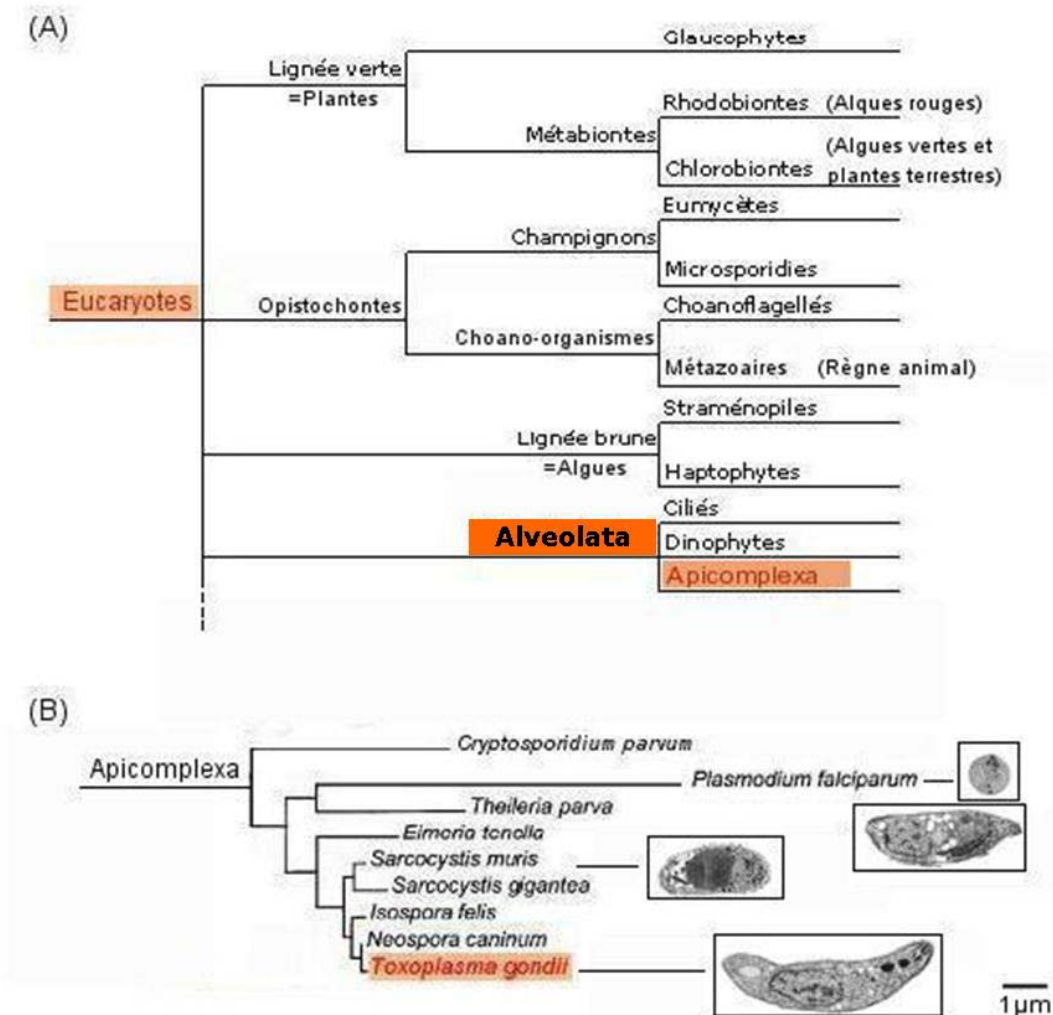 (A)
Glaucophytes
Lignée verte
=Plantes
Rhodobiontes (Alques rouges)
Métabiontes
(Algues vertes et
Chlorobiontes plantes terrestres)
Eumycètes
Champignons
Microsporidies
Eucaryotes
Opistochontes
Choanoflagellés
Choano-organismes
Métazoaires (Règne animal)
Straménopiles
Lignée brune
=Algues
Haptophytes
Ciliés
Alveolata
Dinophytes
Apicomplexa
(B)
Cryptosporidium parvum
Apicomplexa
Plasmodium falciparum
Theileria parva
Eimeria tenella
Sarcocystis muris
Sarcocystis gigantea
Isospora felis
Neospora caninum
Toxoplasma gondii
1µm